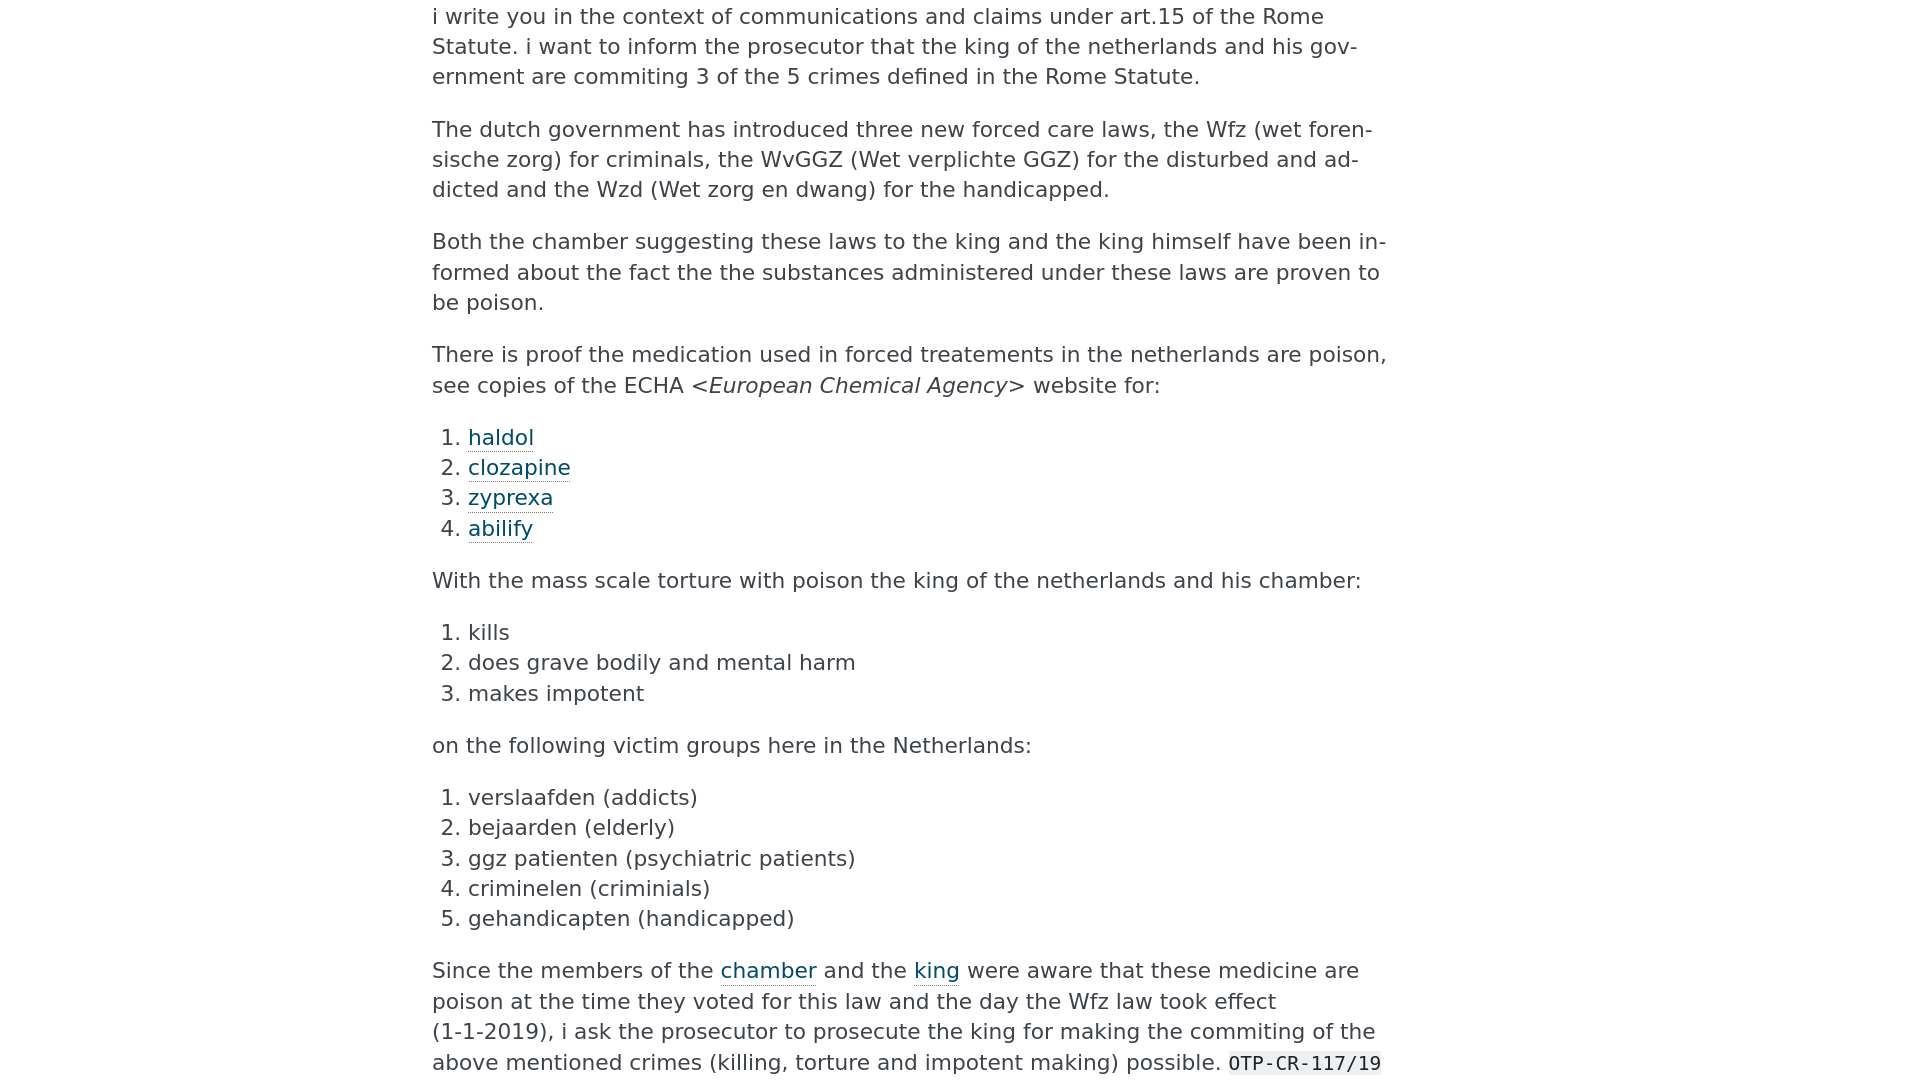 i write you in the context of communications and claims under art.15 of the Rome
Statute. i want to inform the prosecutor that the king of the netherlands and his gov-
ernment are commiting 3 of the 5 crimes defined in the Rome Statute.
The dutch government has introduced three new forced care laws, the Wfz (wet foren-
sische zorg) for criminals, the WvGGZ (Wet verplichte GGZ) for the disturbed and ad-
dicted and the Wzd (Wet zorg en dwang) for the handicapped.
Both the chamber suggesting these laws to the king and the king himself have been in-
formed about the fact the the substances administered under these laws are proven to
be poison.
There is proof the medication used in forced treatements in the netherlands are poison,
see copies of the ECHA <European Chemical Agency> website for:
1. haldol
2. clozapine
3. zyprexa
4. abilify
With the mass scale torture with poison the king of the netherlands and his chamber:
1. kills
2. does grave bodily and mental harm
3. makes impotent
on the following victim groups here in the Netherlands:
1. verslaafden (addicts)
2. bejaarden (elderly)
3. ggz patienten (psychiatric patients)
4. criminelen (criminials)
5. gehandicapten (handicapped)
Since the members of the chamber and the king were aware that these medicine are
poison at the time they voted for this law and the day the Wfz law took effect
(1-1-2019), i ask the prosecutor to prosecute the king for making the commiting of the
above mentioned crimes (killing, torture and impotent making) possible. OTP-CR-117/19